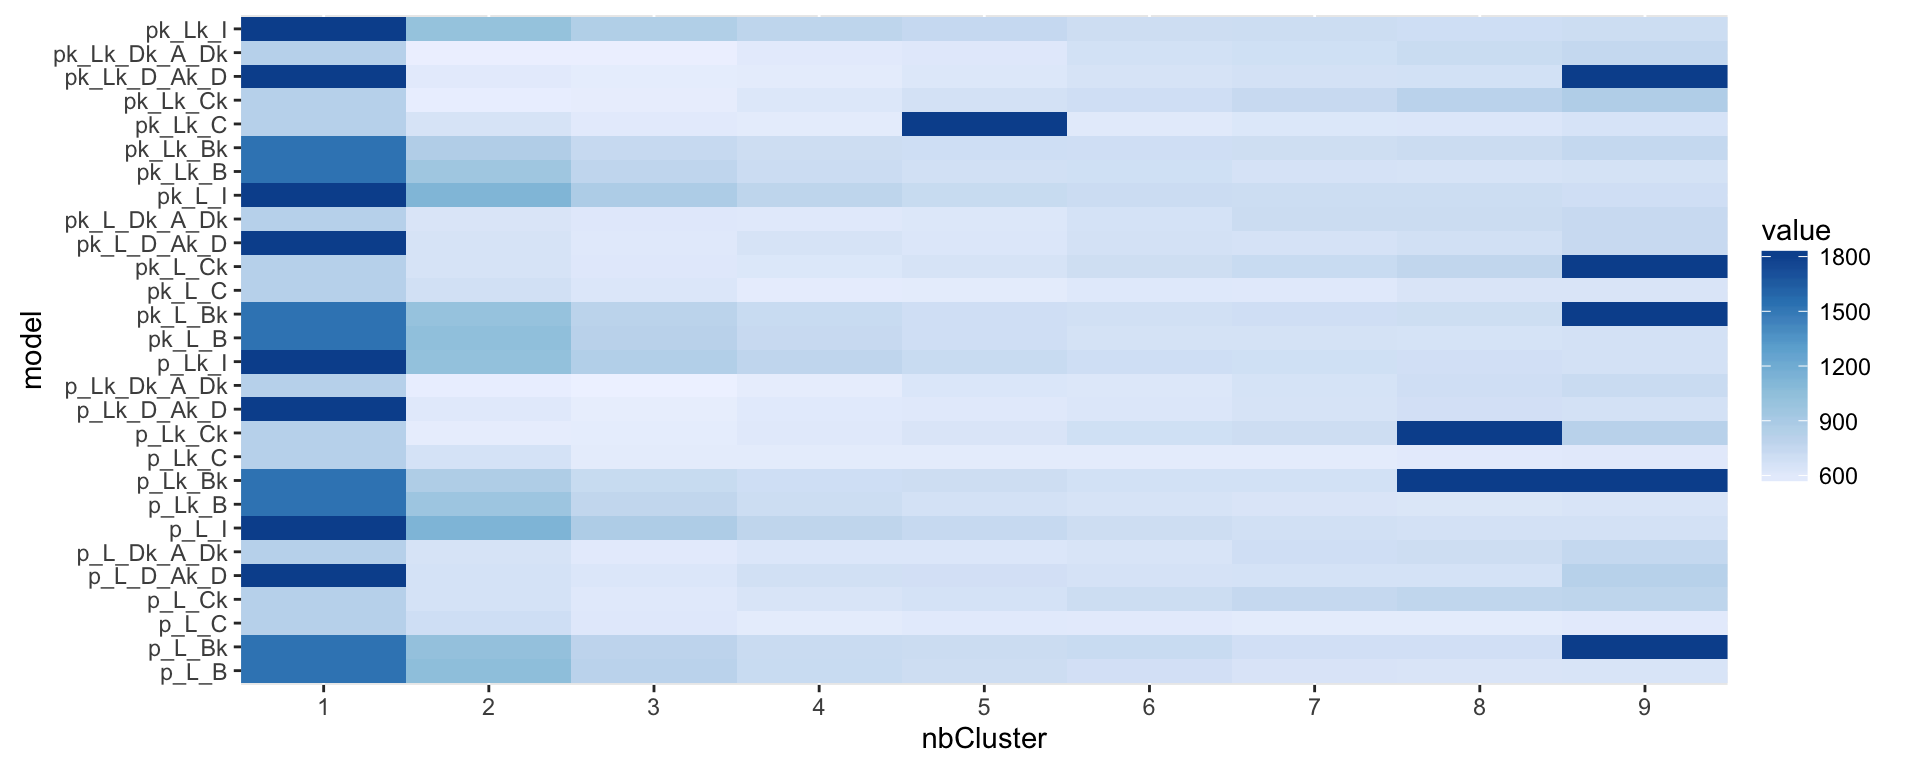 model
pk_Lk_I
pk_Lk_Dk_A_Dk
pk_Lk_D_Ak_D
pk_Lk_Ck
pk_Lk_C
pk_Lk_Bk
pk_Lk_B
pk_L_I
pk_L_Dk_A_Dk
pk_L_D_Ak_D
pk_L_Ck
pk_L_C
pk_L_Bk
pk_L_B
p_Lk_I
p_Lk_Dk_A_Dk
p_Lk_D_Ak_D
p_Lk_Ck
p_Lk_C
p_Lk_Bk
p_Lk_B
p_L_I
p_L_Dk_A_Dk
p_L_D_Ak_D
p_L_Ck
p_L_C
p_L_Bk
p_L_B
1 2 3 4 5 6 7 8 9
nbCluster
value
1800
1500
1200
900
600